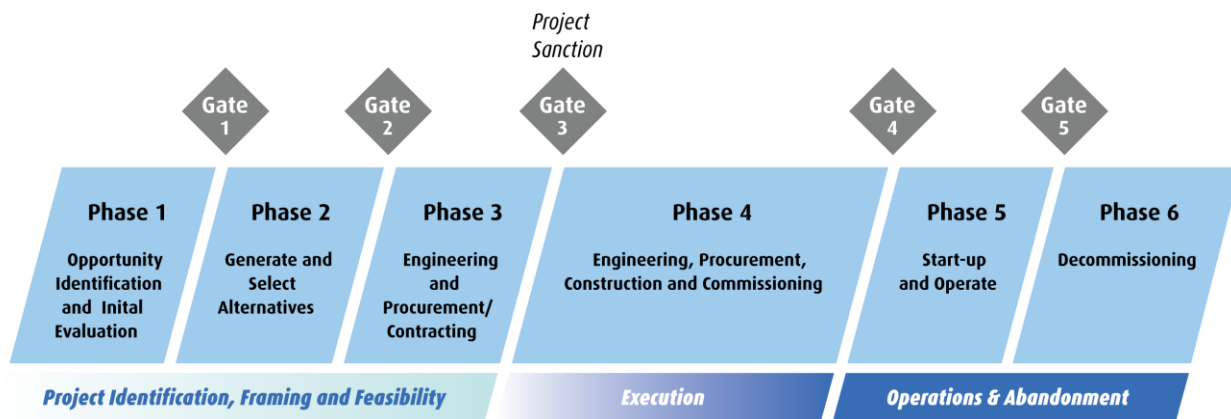 Project
Sanction
Gate
1
Gate
2
Gate
3
Gate
4
Gate
5
Phase 1
Opportunity
Identification
and Inital
Evaluation
Phase 2
Generate and
Select
Alternatives
Phase 3
Engineering
and
Procurement/
Contracting
Phase 4
Engineering, Procurement,
Construction and Commissioning
Phase 5
Start-up
and Operate
Phase 6
Decommissioning
Project Identification, Framing and Feasibility
Execution
Operations & Abandonment